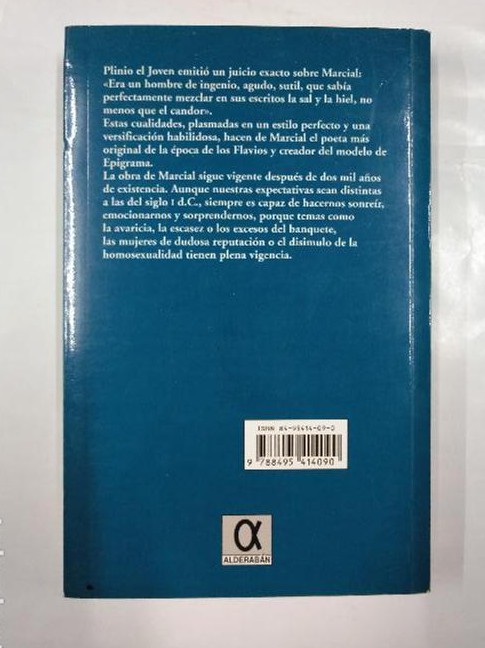 Plinio el Joven emitió un juicio exacto sobre Marcial:
«Era un hombre de ingenio, agudo, sutil, que sabía
perfectamente mezclar en sus escritos la sal y la hiel, no
menos que el candor».
Estas cualidades, plasmadas en un estilo perfecto y una
versificación habilidosa, hacen de Marcial el poeta más
original de la época de los Flavios y creador del modelo de
Epigrama.
La obra de Marcial sigue vigente después de dos mil años
de existencia. Aunque nuestras expectativas sean distintas
a las del siglo I d.C., siempre es capaz de hacernos sonreír,
emocionarnos y sorprendernos, porque temas como
la avaricia, la escasez o los excesos del banquete,
las mujeres de dudosa reputación o el disimulo de la
homosexualidad tienen plena vigencia.
ISBN 84-95414-09-0
9 788495 414090
α
ALDERABÁN